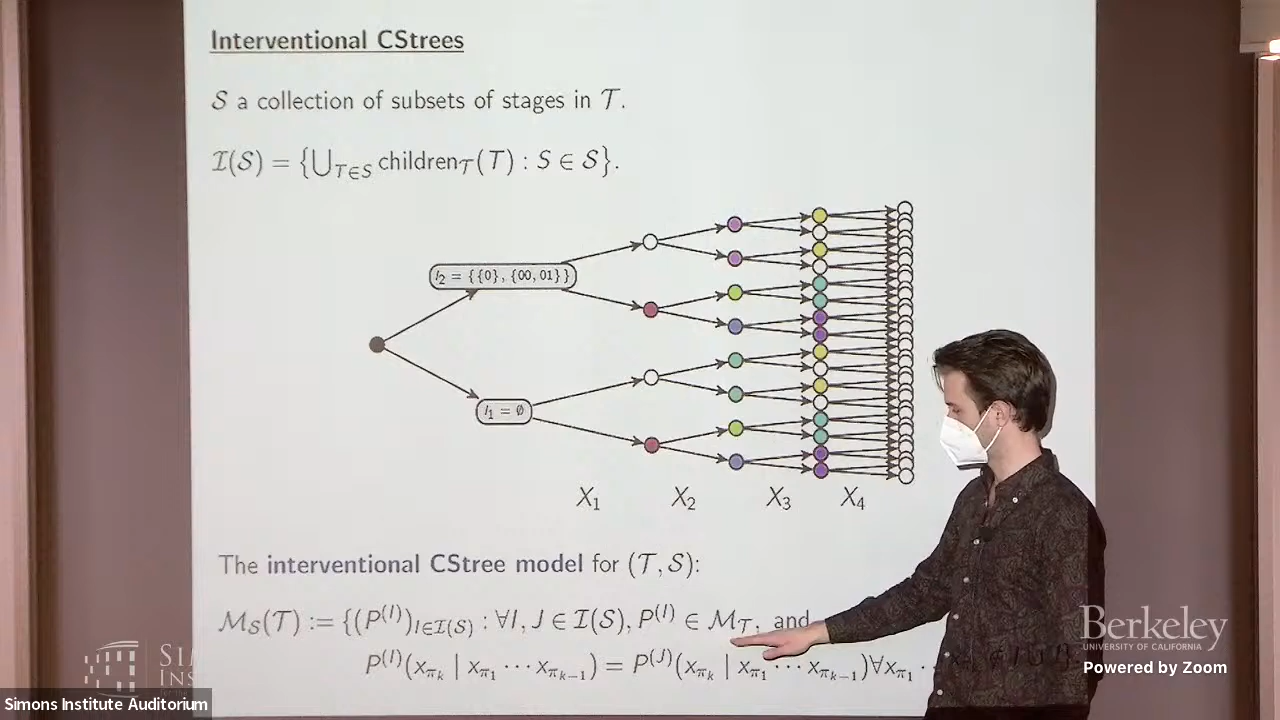 Interventional CStrees
𝒮 a collection of subsets of stages in 𝒯.
ℐ(𝒮) = {⋃_{T∈S} children_𝒯(T) : S ∈ 𝒮}.
I₂ = {{0}, {00, 01}}
I₁ = ∅
X₁ X₂ X₃ X₄
The interventional CStree model for (𝒯, 𝒮):
ℳ_𝒮(𝒯) := {(P^(I))_{I∈ℐ(𝒮)} : ∀I, J ∈ ℐ(𝒮), P^(I) ∈ ℳ_𝒯, and
P^(I)(x_{π_k} | x_{π_1} ⋯ x_{π_{k−1}}) = P^(J)(x_{π_k} | x_{π_1} ⋯ x_{π_{k−1}})∀x_{π_1}
Berkeley
UNIVERSITY OF CALIFORNIA
Powered by Zoom
Simons Institute Auditorium